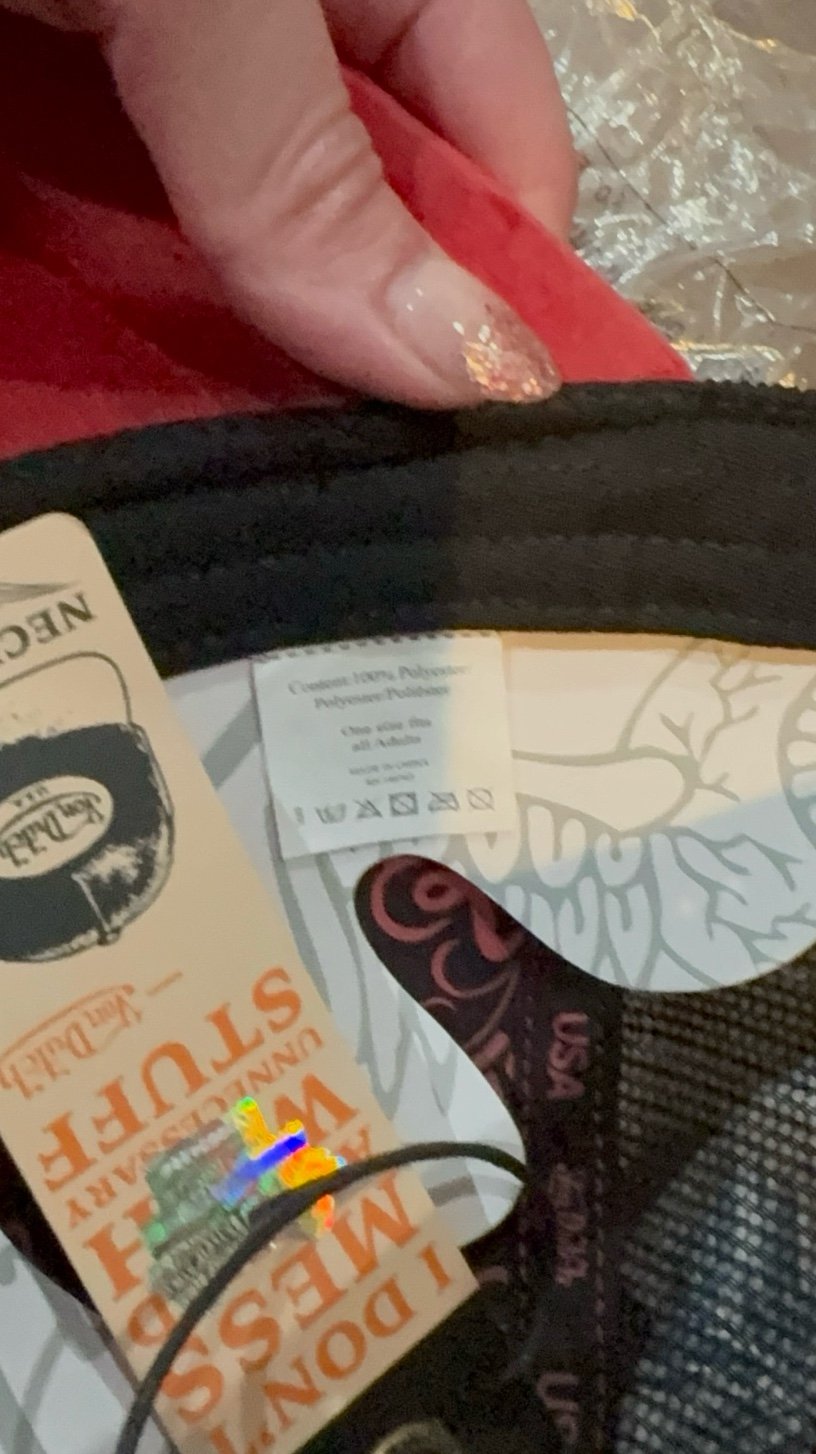 Content:100% Polyester/
Polyester/Poliéster
One size fits
all Adults
MADE IN CHINA
NECK
Von Dutch
U.S.A.
I DON'T
MESS
WITH
UNNECESSARY
STUFF
— Von Dutch
USA